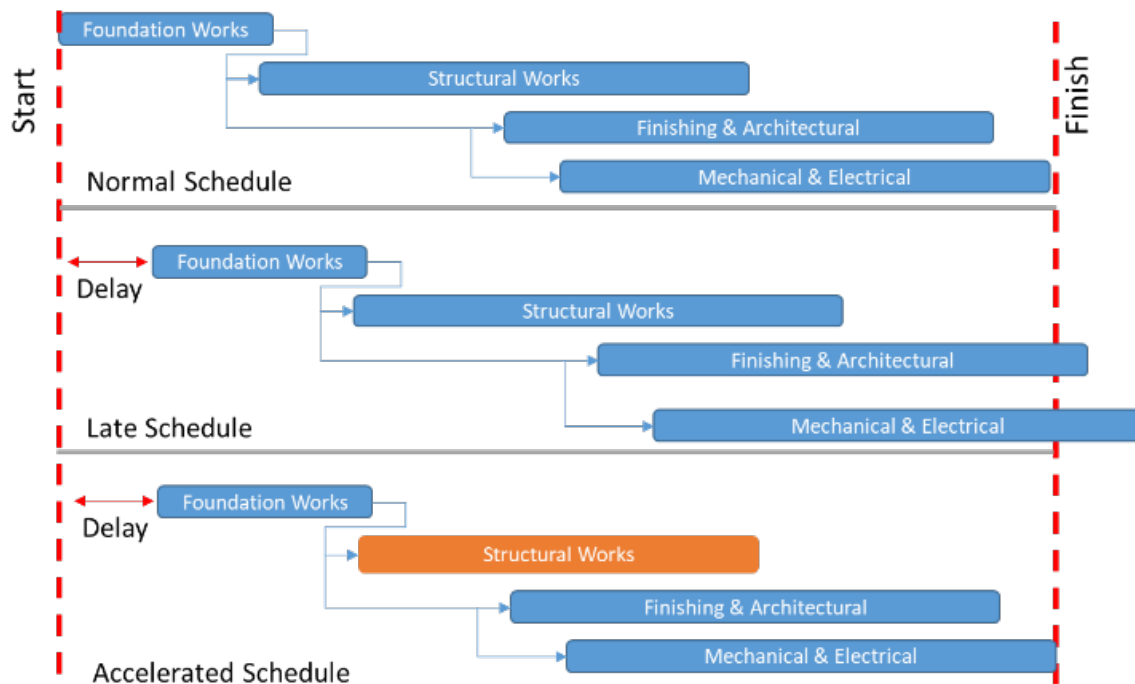 Start
Finish
Foundation Works
Structural Works
Finishing & Architectural
Mechanical & Electrical
Normal Schedule
Foundation Works
Delay
Structural Works
Finishing & Architectural
Mechanical & Electrical
Late Schedule
Foundation Works
Delay
Structural Works
Finishing & Architectural
Mechanical & Electrical
Accelerated Schedule